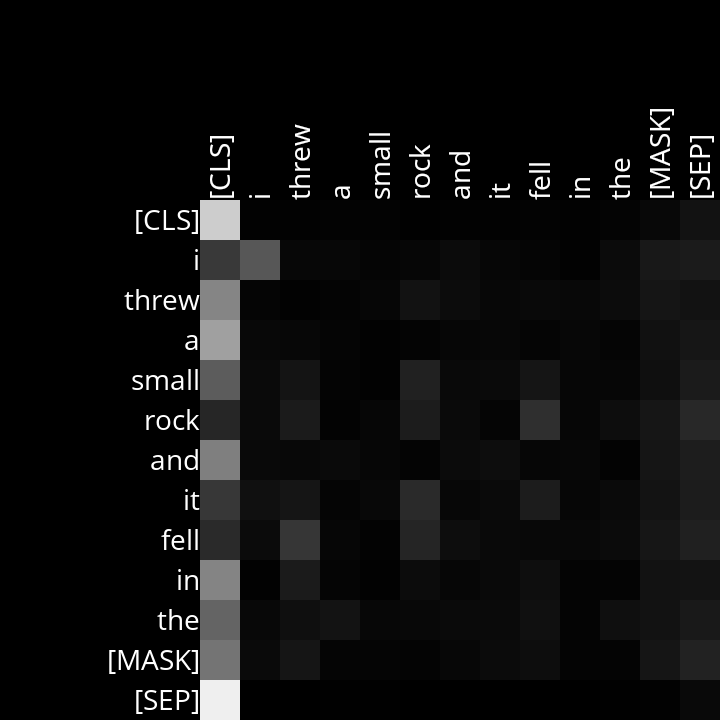 [CLS] i threw a small rock and it fell in the [MASK] [SEP]
[CLS]
i
threw
a
small
rock
and
it
fell
in
the
[MASK]
[SEP]